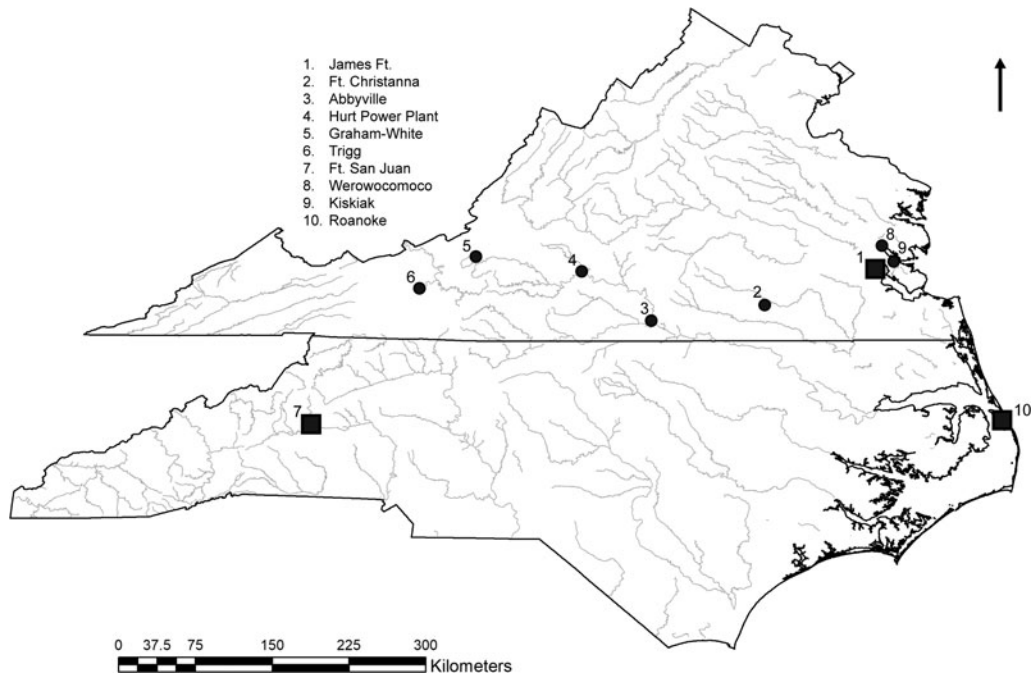 1. James Ft.
2. Ft. Christanna
3. Abbyville
4. Hurt Power Plant
5. Graham-White
6. Trigg
7. Ft. San Juan
8. Werowocomoco
9. Kiskiak
10. Roanoke
8
9
1
5
4
6
2
3
7
10
0 37.5 75 150 225 300
Kilometers